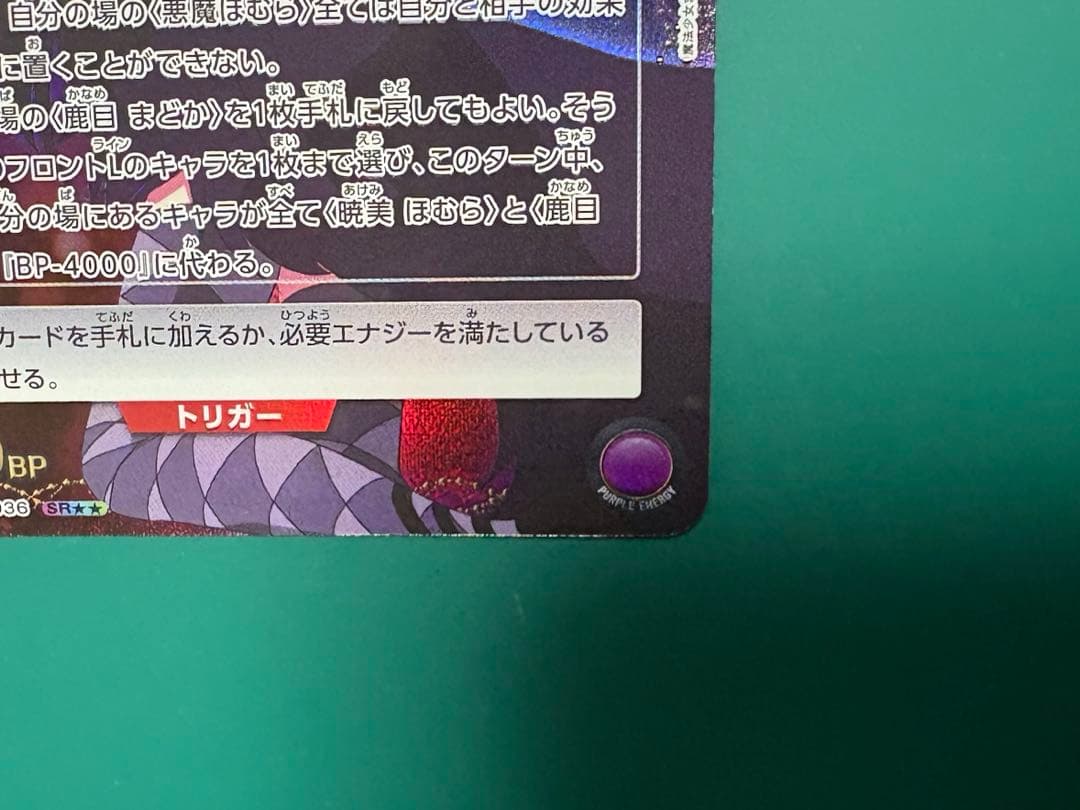 自分の場の〈悪魔ほむら〉全ては自分と相手の効果
に置くことができない。
場の〈鹿目 まどか〉を1枚手札に戻してもよい。そう
のフロントLのキャラを1枚まで選び、このターン中、
分の場にあるキャラが全て〈暁美 ほむら〉と〈鹿目
『BP-4000』に代わる。
カードを手札に加えるか、必要エナジーを満たしている
せる。
トリガー
BP
036 SR★★
PURPLE ENERGY
魔法少女